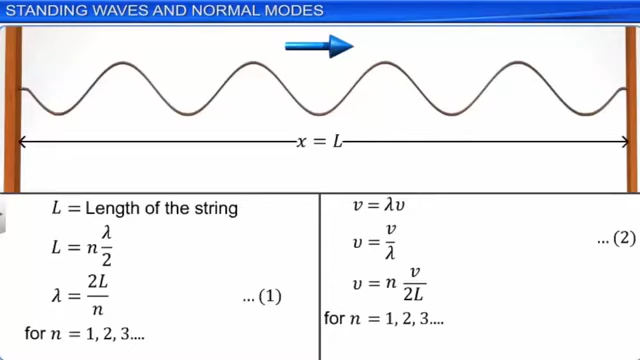 STANDING WAVES AND NORMAL MODES
x = L
L = Length of the string
L = n λ/2
λ = 2L/n ...(1)
for n = 1, 2, 3....
v = λυ
υ = v/λ ...(2)
υ = n v/2L
for n = 1, 2, 3....